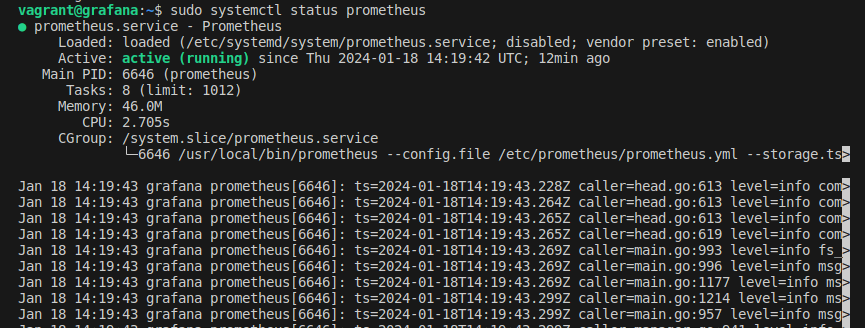 vagrant@grafana:~$ sudo systemctl status prometheus
● prometheus.service - Prometheus
Loaded: loaded (/etc/systemd/system/prometheus.service; disabled; vendor preset: enabled)
Active: active (running) since Thu 2024-01-18 14:19:42 UTC; 12min ago
Main PID: 6646 (prometheus)
Tasks: 8 (limit: 1012)
Memory: 46.0M
CPU: 2.705s
CGroup: /system.slice/prometheus.service
└─6646 /usr/local/bin/prometheus --config.file /etc/prometheus/prometheus.yml --storage.ts>
Jan 18 14:19:43 grafana prometheus[6646]: ts=2024-01-18T14:19:43.228Z caller=head.go:613 level=info com>
Jan 18 14:19:43 grafana prometheus[6646]: ts=2024-01-18T14:19:43.264Z caller=head.go:613 level=info com>
Jan 18 14:19:43 grafana prometheus[6646]: ts=2024-01-18T14:19:43.265Z caller=head.go:613 level=info com>
Jan 18 14:19:43 grafana prometheus[6646]: ts=2024-01-18T14:19:43.265Z caller=head.go:619 level=info com>
Jan 18 14:19:43 grafana prometheus[6646]: ts=2024-01-18T14:19:43.269Z caller=main.go:993 level=info fs_>
Jan 18 14:19:43 grafana prometheus[6646]: ts=2024-01-18T14:19:43.269Z caller=main.go:996 level=info msg>
Jan 18 14:19:43 grafana prometheus[6646]: ts=2024-01-18T14:19:43.269Z caller=main.go:1177 level=info ms>
Jan 18 14:19:43 grafana prometheus[6646]: ts=2024-01-18T14:19:43.299Z caller=main.go:1214 level=info ms>
Jan 18 14:19:43 grafana prometheus[6646]: ts=2024-01-18T14:19:43.299Z caller=main.go:957 level=info msg>